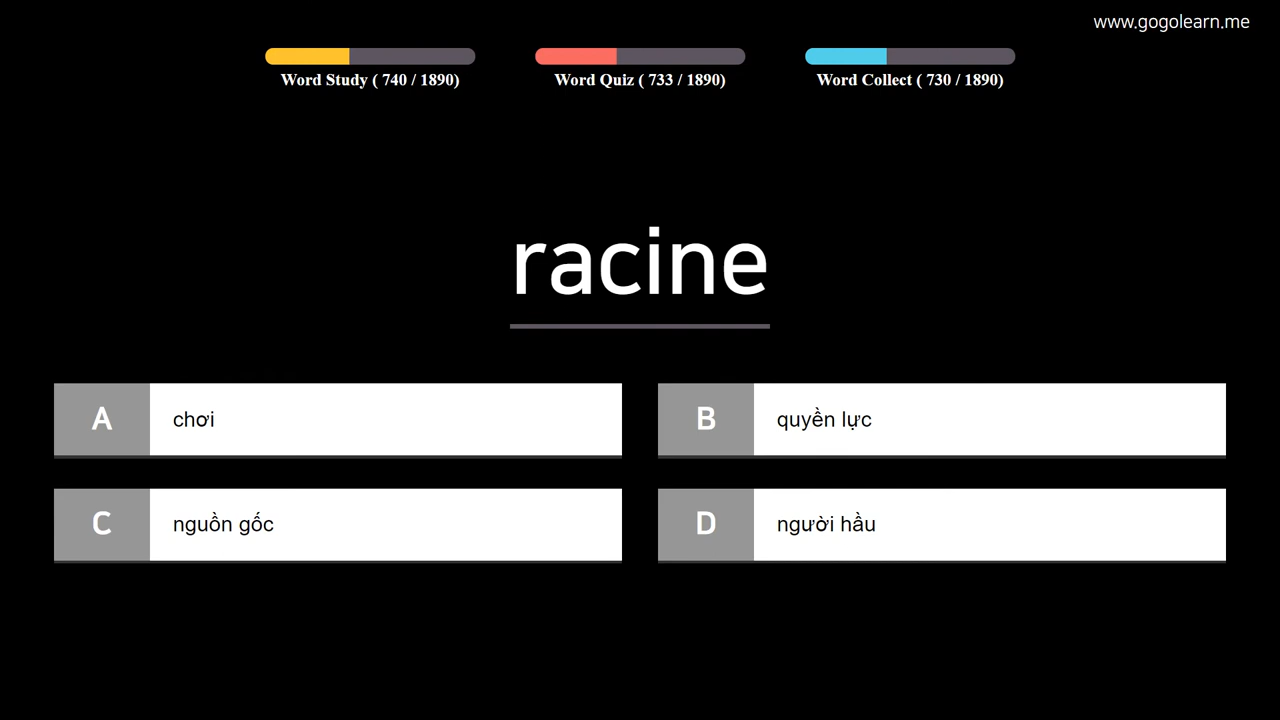 www.gogolearn.me
Word Study ( 740 / 1890)
Word Quiz ( 733 / 1890)
Word Collect ( 730 / 1890)
racine
A chơi
B quyền lực
C nguồn gốc
D người hầu